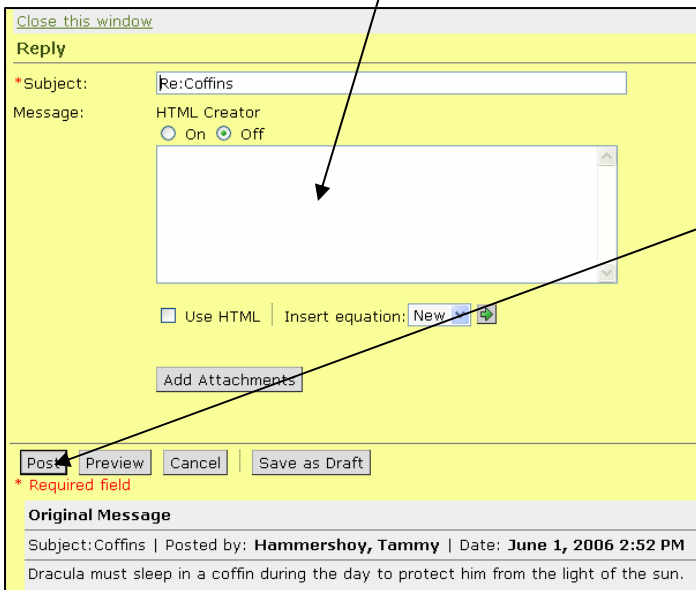 Close this window
Reply
*Subject: Re:Coffins
Message: HTML Creator
On Off
Use HTML Insert equation: New
Add Attachments
Post Preview Cancel Save as Draft
* Required field
Original Message
Subject:Coffins | Posted by: Hammershoy, Tammy | Date: June 1, 2006 2:52 PM
Dracula must sleep in a coffin during the day to protect him from the light of the sun.